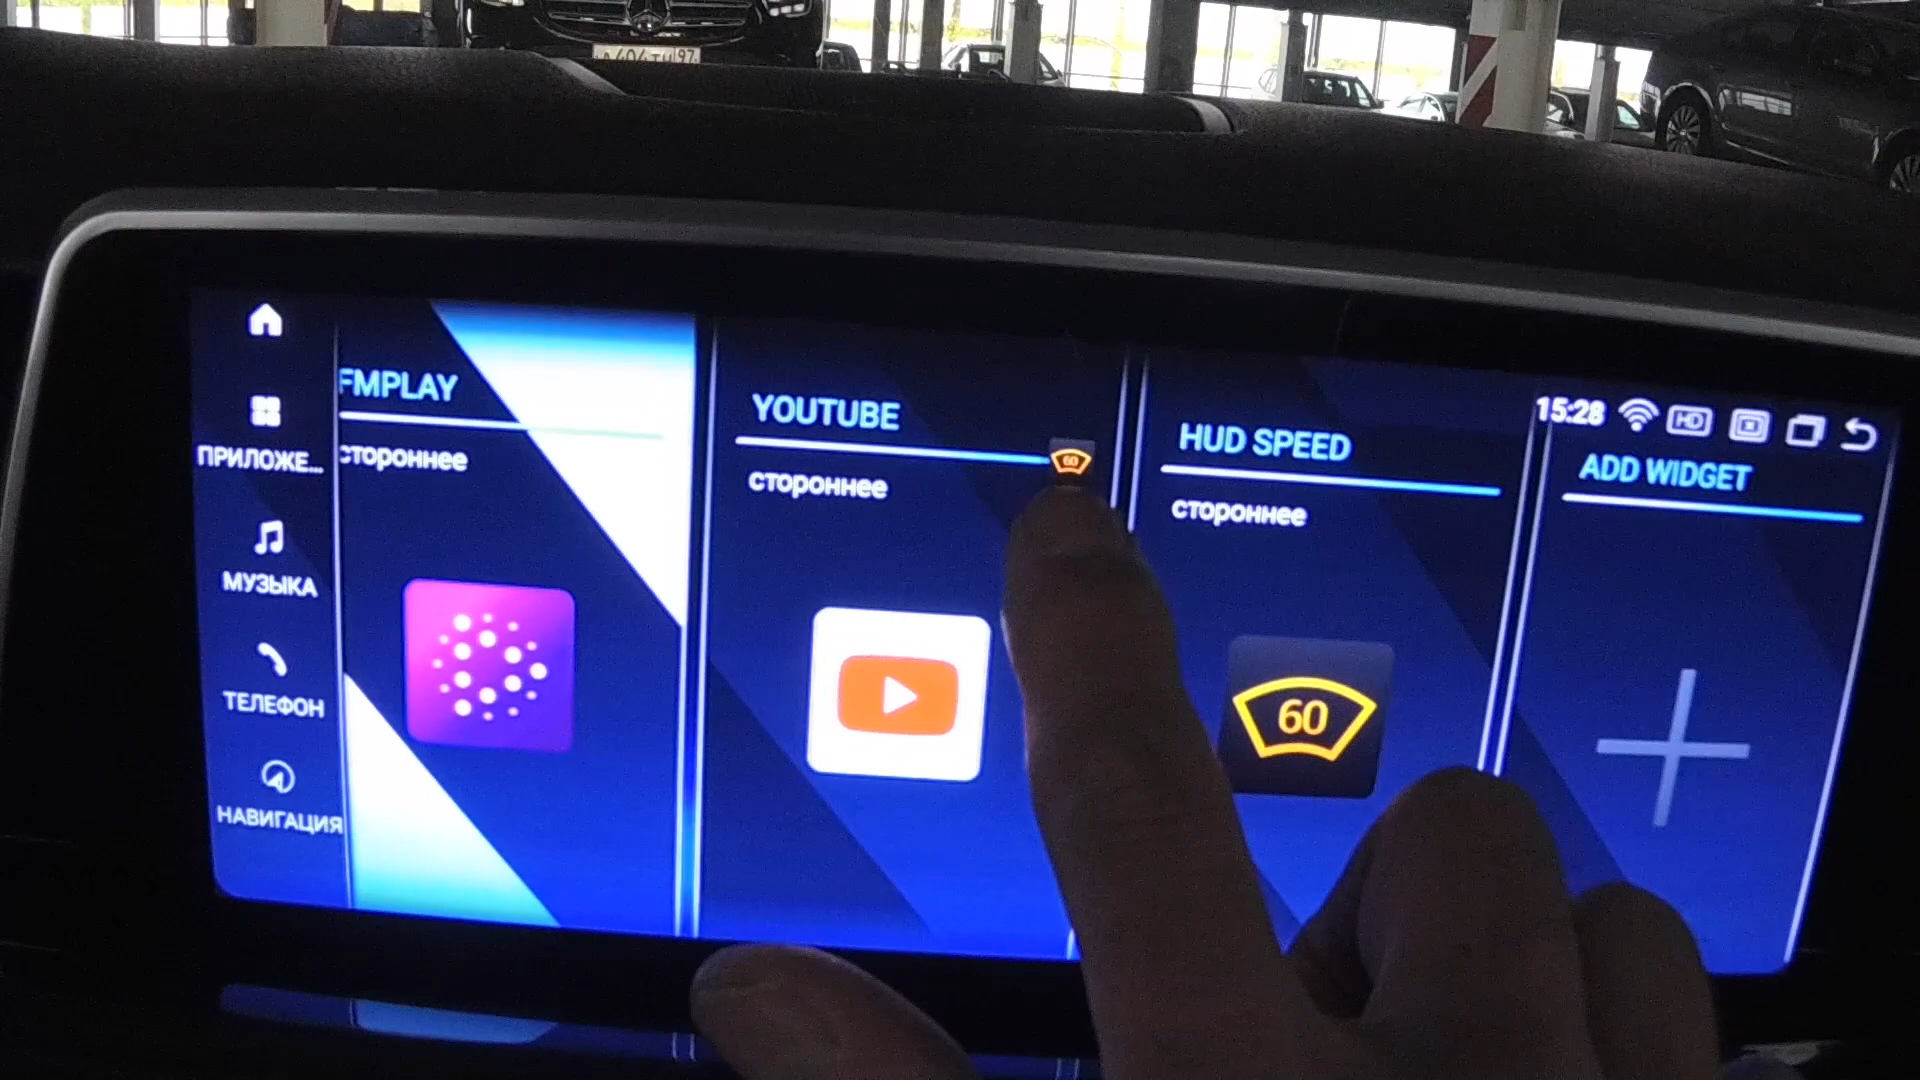 FMPLAY
стороннее
YOUTUBE
стороннее
60
HUD SPEED
стороннее
60
15:28
HD
ADD WIDGET
ПРИЛОЖЕ...
МУЗЫКА
ТЕЛЕФОН
НАВИГАЦИЯ